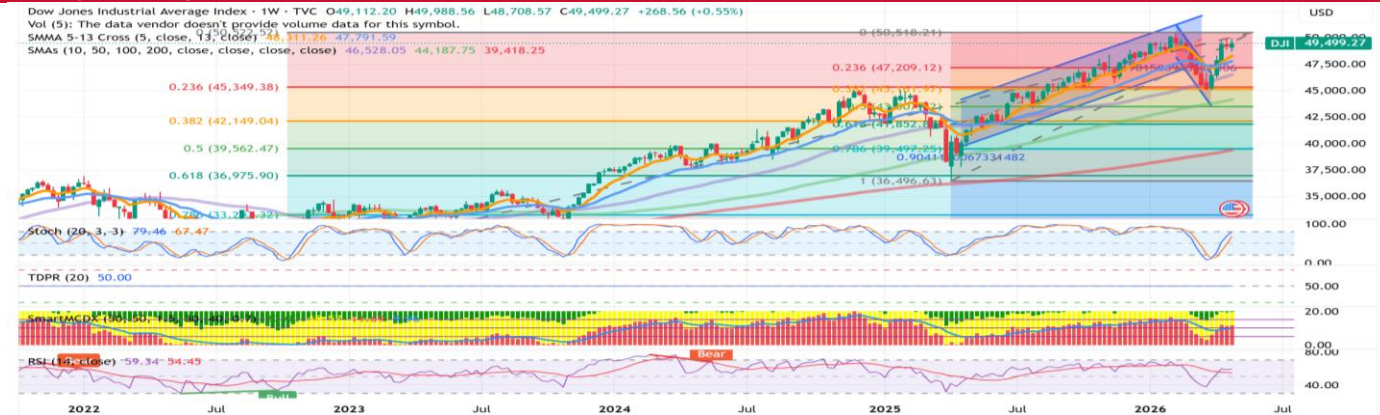 Dow Jones Industrial Average Index · 1W · TVC O49,112.20 H49,988.56 L48,708.57 C49,499.27 +268.56 (+0.55%)
USD
Vol (5): The data vendor doesn't provide volume data for this symbol.
0 (50,518.21)
SMMA 5-13 Cross (5, close, 13, close) 48,311.26 47,791.59
DJI 49,499.27
SMAs (10, 50, 100, 200, close, close, close, close) 46,528.05 44,187.75 39,418.25
47,500.00
0.236 (47,209.12)
0.236 (45,349.38)
45,000.00
0.382 (42,149.04)
42,500.00
0.5 (39,562.47)
0.786 (39,497.25)
40,000.00
0.618 (36,975.90)
1 (36,496.63)
37,500.00
35,000.00
Stoch (20, 3, 3) 79.46 67.47
100.00
0.00
TDPR (20) 50.00
50.00
20.00
0.00
RSI (14, close) 59.34 54.45
Bear
80.00
40.00
2022 Jul 2023 Jul 2024 Jul 2025 Jul 2026 Jul